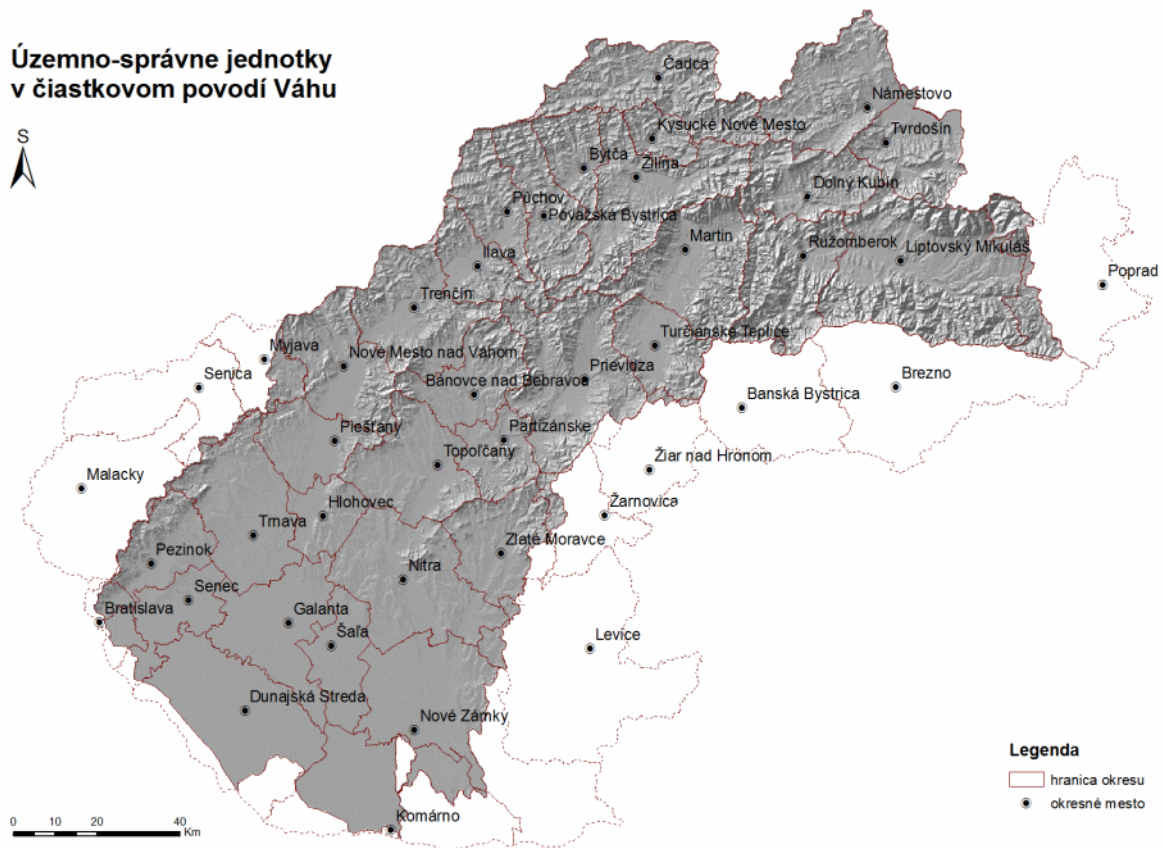 Územno-správne jednotky
v čiastkovom povodí Váhu
S
Čadca
Námestovo
Kysucké Nové Mesto
Tvrdošín
Bytča
Žilina
Dolný Kubín
Púchov
Považská Bystrica
Martin
Ružomberok
Liptovský Mikuláš
Ilava
Poprad
Trenčín
Turčianske Teplice
Myjava
Nové Mesto nad Váhom
Prievidza
Senica
Bánovce nad Bebravou
Brezno
Banská Bystrica
Piešťany
Partizánske
Topoľčany
Žiar nad Hronom
Malacky
Hlohovec
Žarnovica
Trnava
Zlaté Moravce
Pezinok
Nitra
Senec
Bratislava
Galanta
Šaľa
Levice
Dunajská Streda
Nové Zámky
Legenda
hranica okresu
okresné mesto
Komárno
0 10 20 40
Km